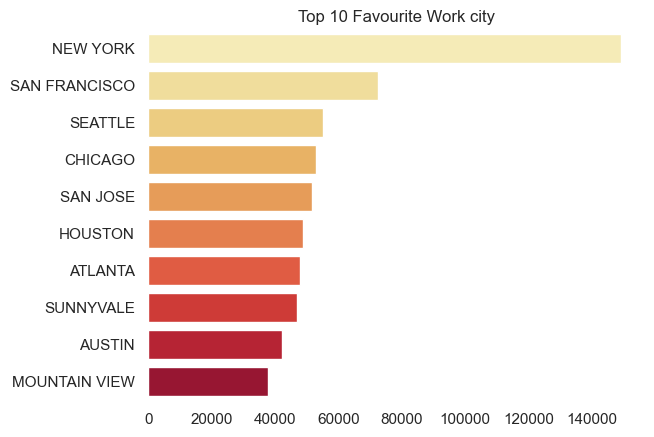 Top 10 Favourite Work city
NEW YORK
SAN FRANCISCO
SEATTLE
CHICAGO
SAN JOSE
HOUSTON
ATLANTA
SUNNYVALE
AUSTIN
MOUNTAIN VIEW
0 20000 40000 60000 80000 100000 120000 140000